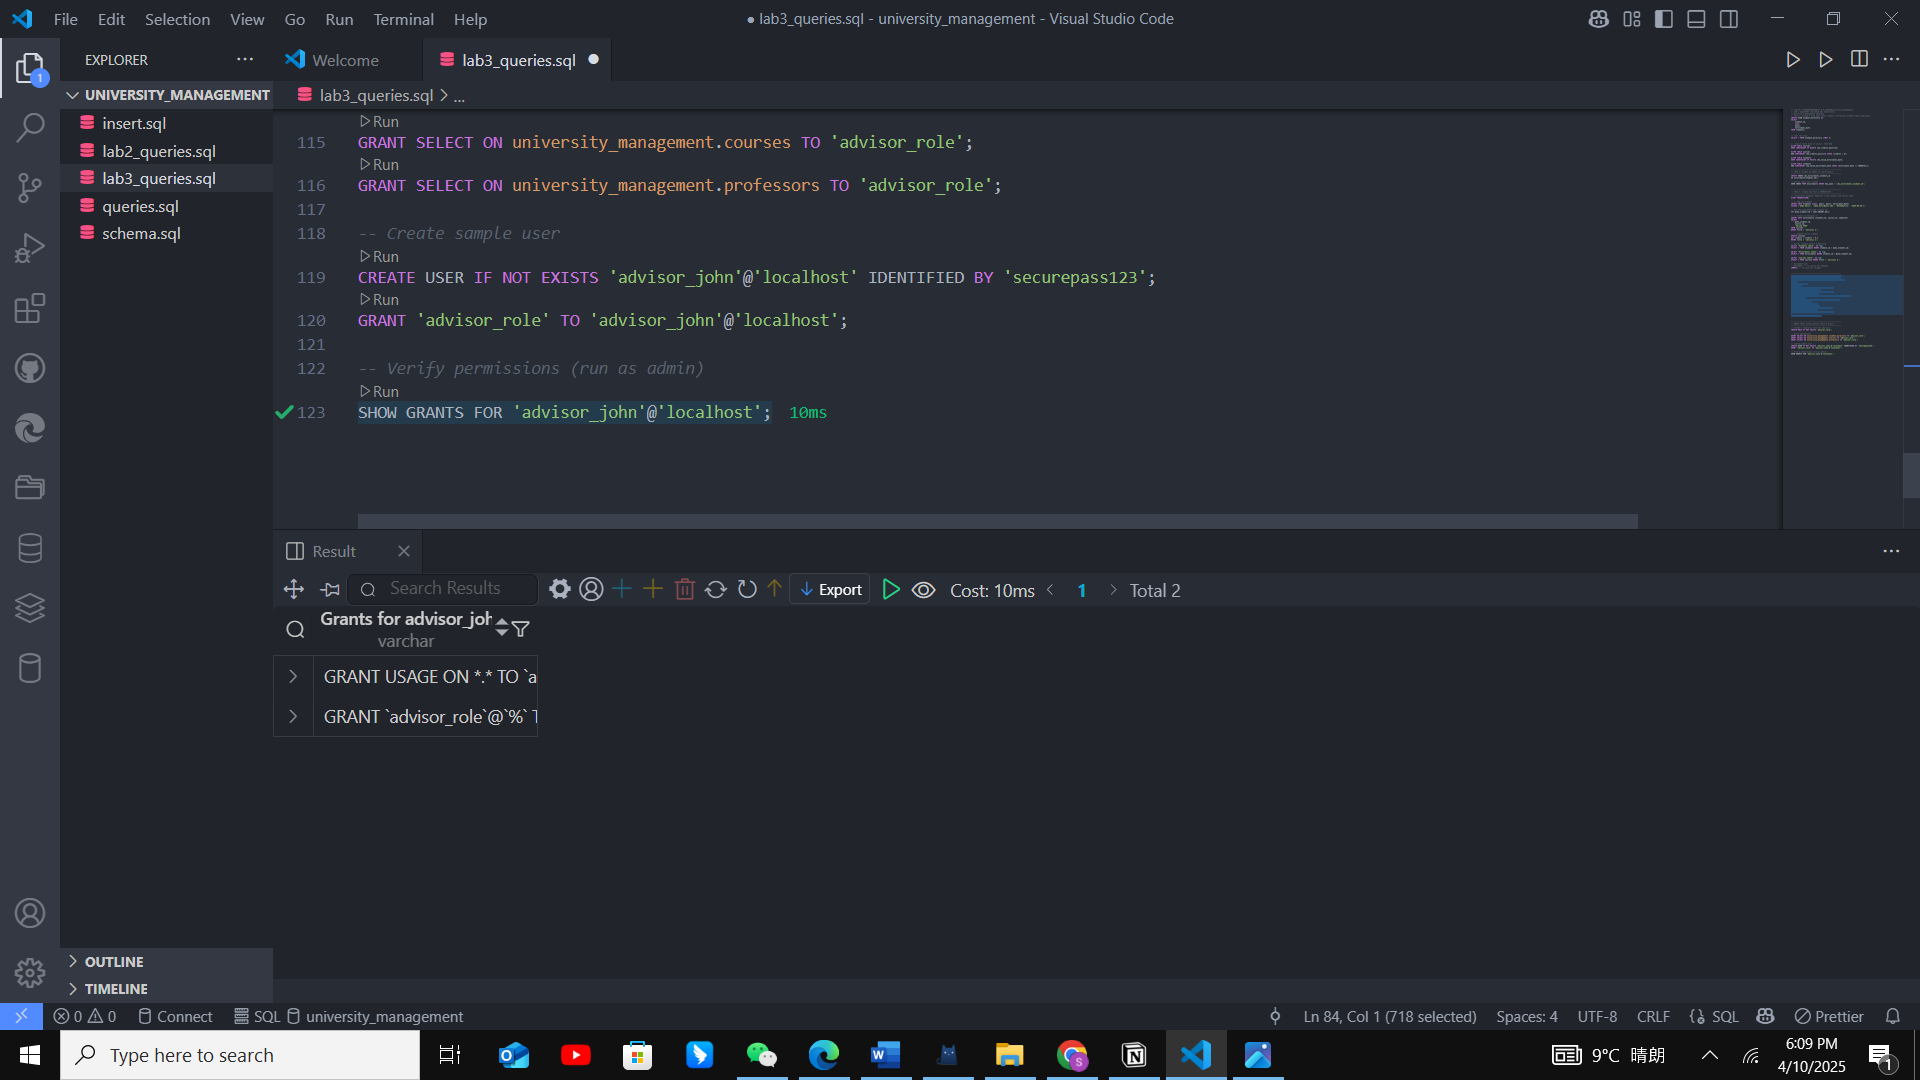 File Edit Selection View Go Run Terminal Help
● lab3_queries.sql - university_management - Visual Studio Code
EXPLORER
Welcome
lab3_queries.sql
UNIVERSITY_MANAGEMENT
insert.sql
lab2_queries.sql
lab3_queries.sql
queries.sql
schema.sql
OUTLINE
TIMELINE
1
lab3_queries.sql > ...
Run
115 GRANT SELECT ON university_management.courses TO 'advisor_role';
Run
116 GRANT SELECT ON university_management.professors TO 'advisor_role';
117
118 -- Create sample user
Run
119 CREATE USER IF NOT EXISTS 'advisor_john'@'localhost' IDENTIFIED BY 'securepass123';
Run
120 GRANT 'advisor_role' TO 'advisor_john'@'localhost';
121
122 -- Verify permissions (run as admin)
Run
123 SHOW GRANTS FOR 'advisor_john'@'localhost'; 10ms
Result
Search Results
Export
Cost: 10ms
1
Total 2
Grants for advisor_joh
varchar
GRANT USAGE ON *.* TO `a
GRANT `advisor_role`@`%` T
0 0 Connect SQL university_management
Ln 84, Col 1 (718 selected) Spaces: 4 UTF-8 CRLF SQL Prettier
Type here to search
9°C 晴朗
6:09 PM
4/10/2025
1